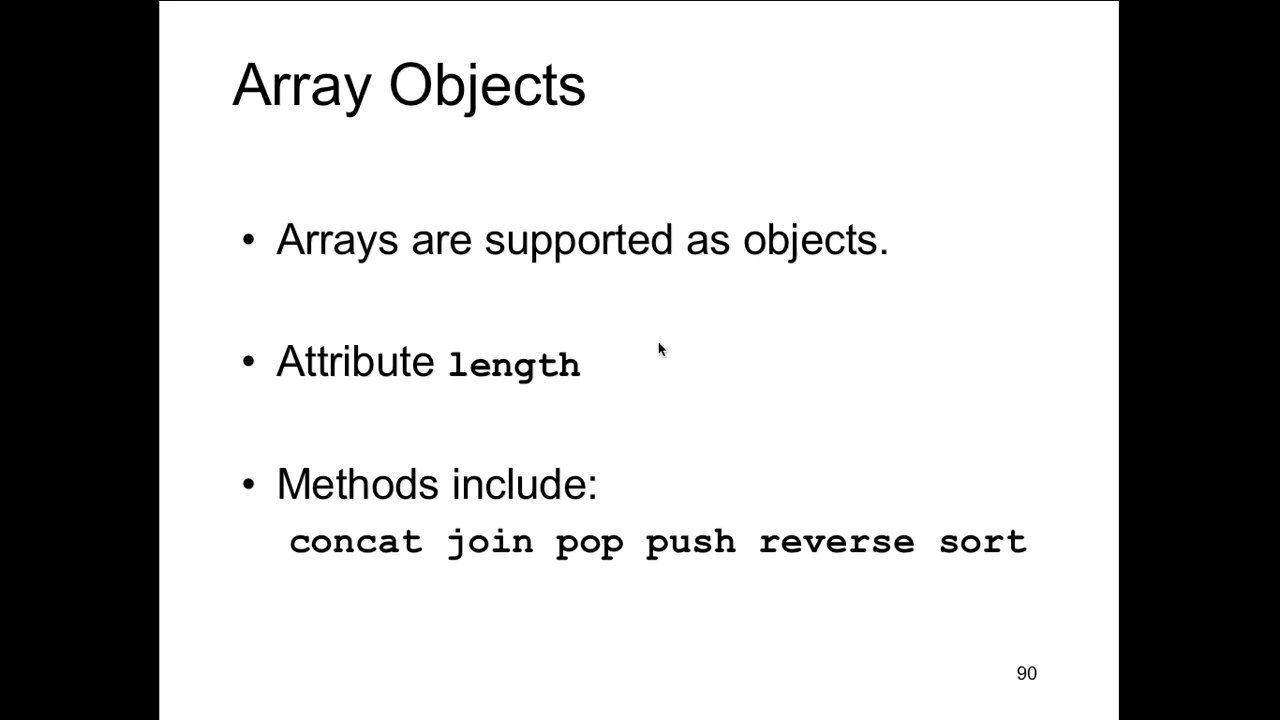 Array Objects
• Arrays are supported as objects.
• Attribute length
• Methods include:
concat join pop push reverse sort
90